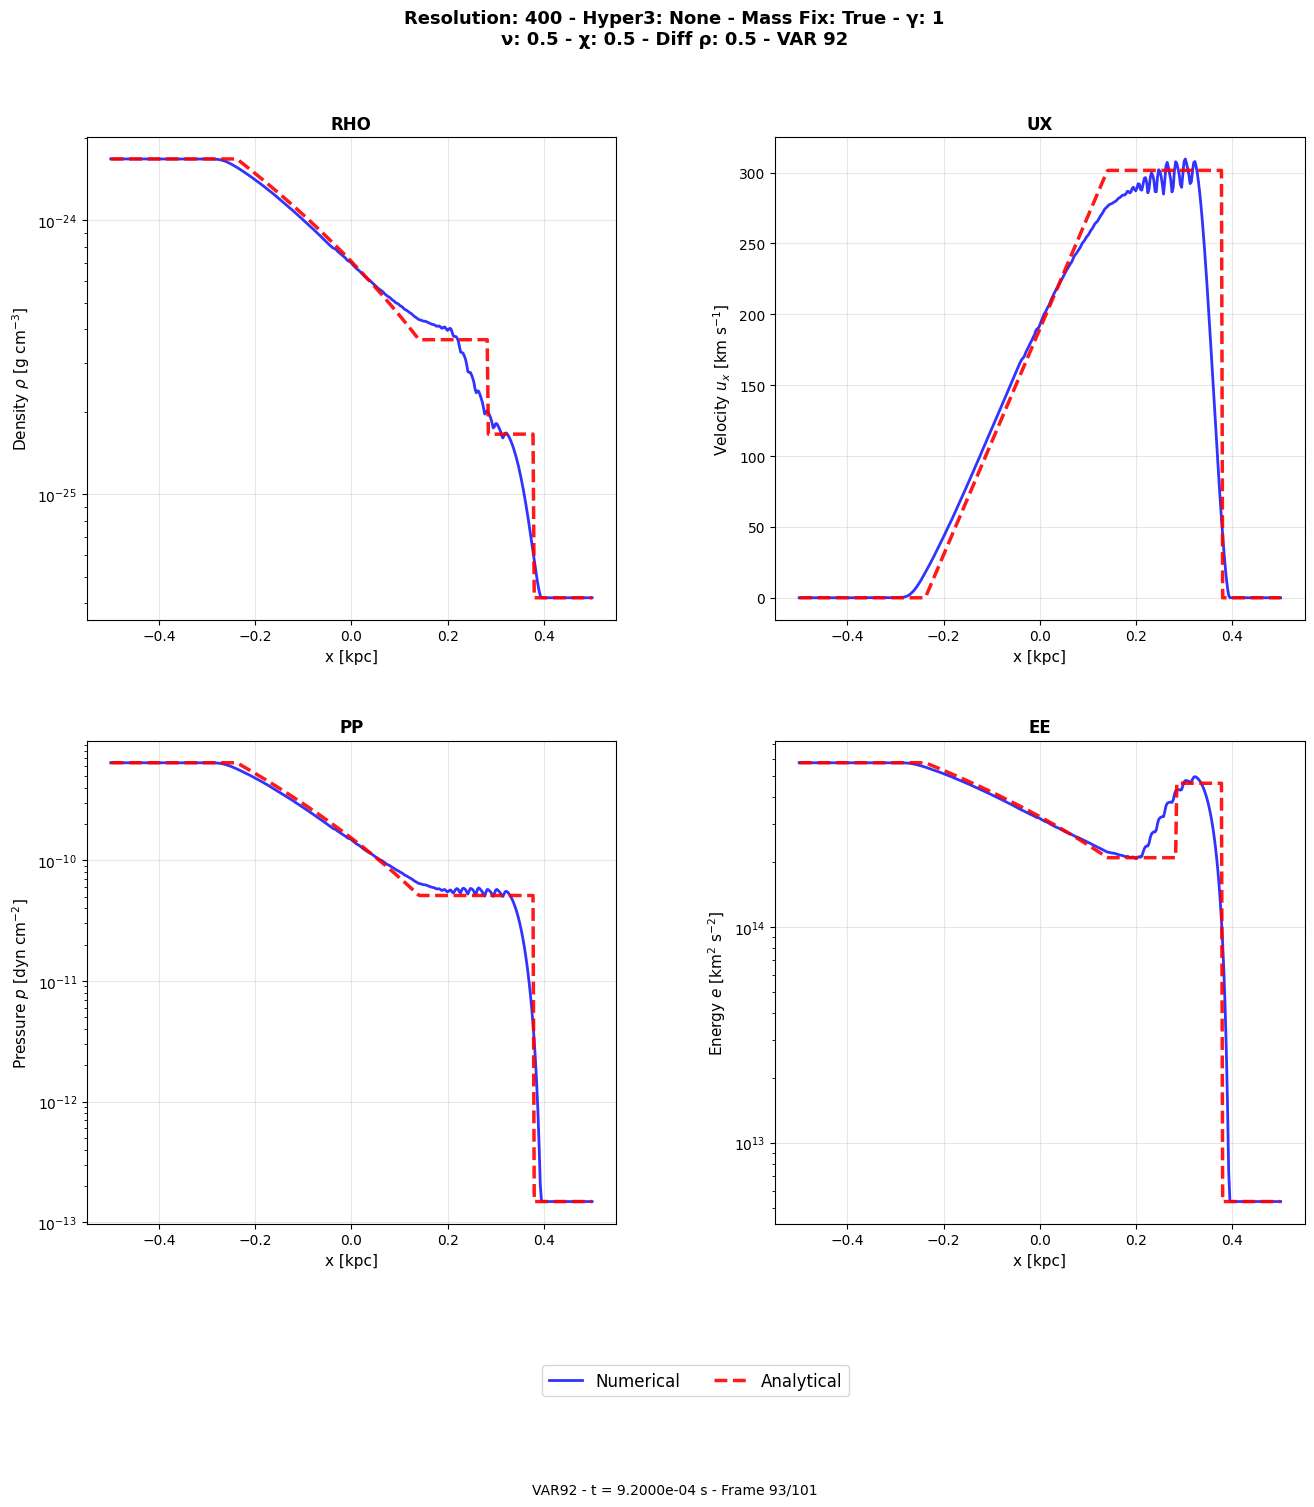 Resolution: 400 - Hyper3: None - Mass Fix: True - γ: 1
ν: 0.5 - χ: 0.5 - Diff ρ: 0.5 - VAR 92
RHO
Density ρ [g cm⁻³]
10⁻²⁴
10⁻²⁵
−0.4 −0.2 0.0 0.2 0.4
x [kpc]
UX
Velocity uₓ [km s⁻¹]
300
250
200
150
100
50
0
−0.4 −0.2 0.0 0.2 0.4
x [kpc]
PP
Pressure p [dyn cm⁻²]
10⁻¹⁰
10⁻¹¹
10⁻¹²
10⁻¹³
−0.4 −0.2 0.0 0.2 0.4
x [kpc]
EE
Energy e [km² s⁻²]
10¹⁴
10¹³
−0.4 −0.2 0.0 0.2 0.4
x [kpc]
Numerical Analytical
VAR92 - t = 9.2000e-04 s - Frame 93/101